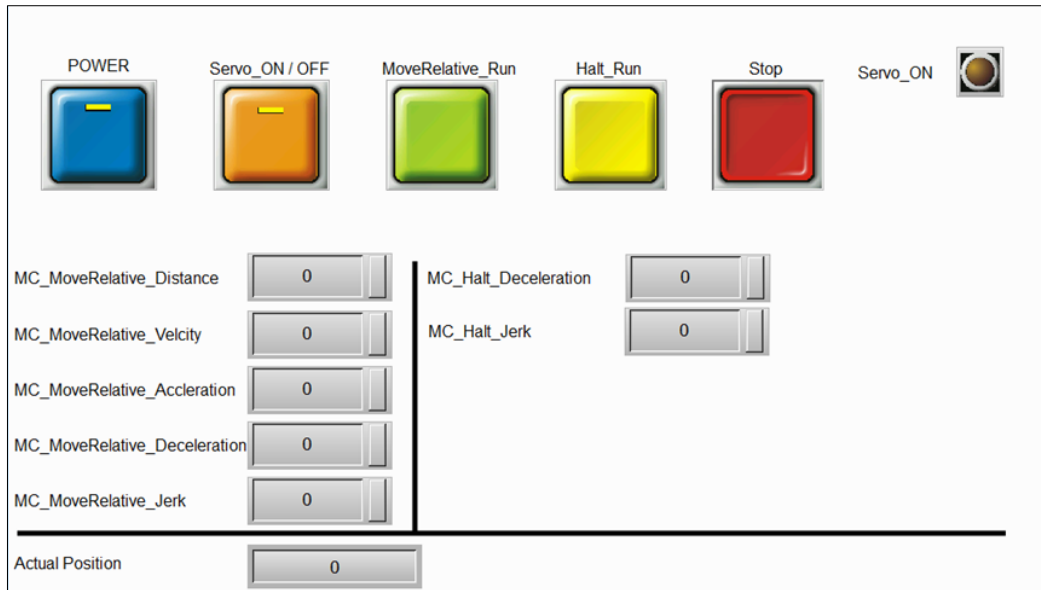 POWER
Servo_ON / OFF
MoveRelative_Run
Halt_Run
Stop
Servo_ON
MC_MoveRelative_Distance 0
MC_Halt_Deceleration 0
MC_MoveRelative_Velcity 0
MC_Halt_Jerk 0
MC_MoveRelative_Accleration 0
MC_MoveRelative_Deceleration 0
MC_MoveRelative_Jerk 0
Actual Position 0